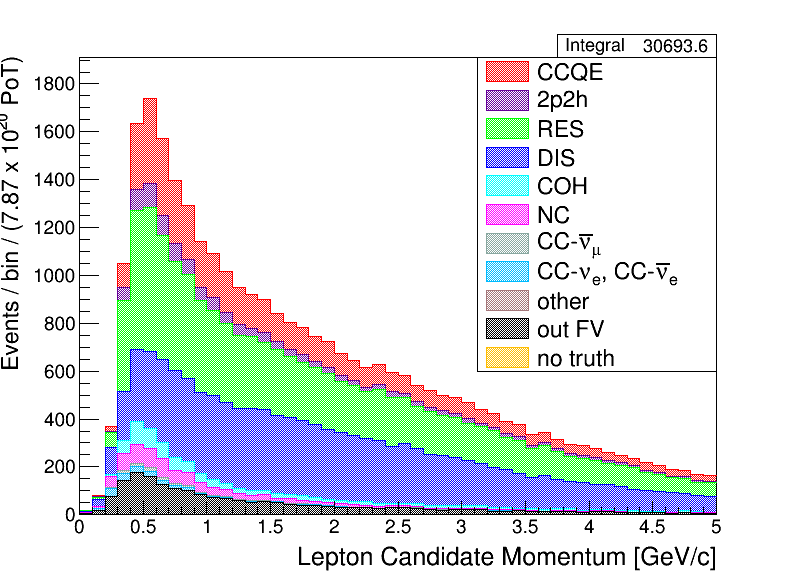 Integral 30693.6
CCQE
2p2h
RES
DIS
COH
NC
CC-ν̅μ
CC-νe, CC-ν̅e
other
out FV
no truth
Events / bin / (7.87 x 10²⁰ PoT)
1800
1600
1400
1200
1000
800
600
400
200
0
0 0.5 1 1.5 2 2.5 3 3.5 4 4.5 5
Lepton Candidate Momentum [GeV/c]